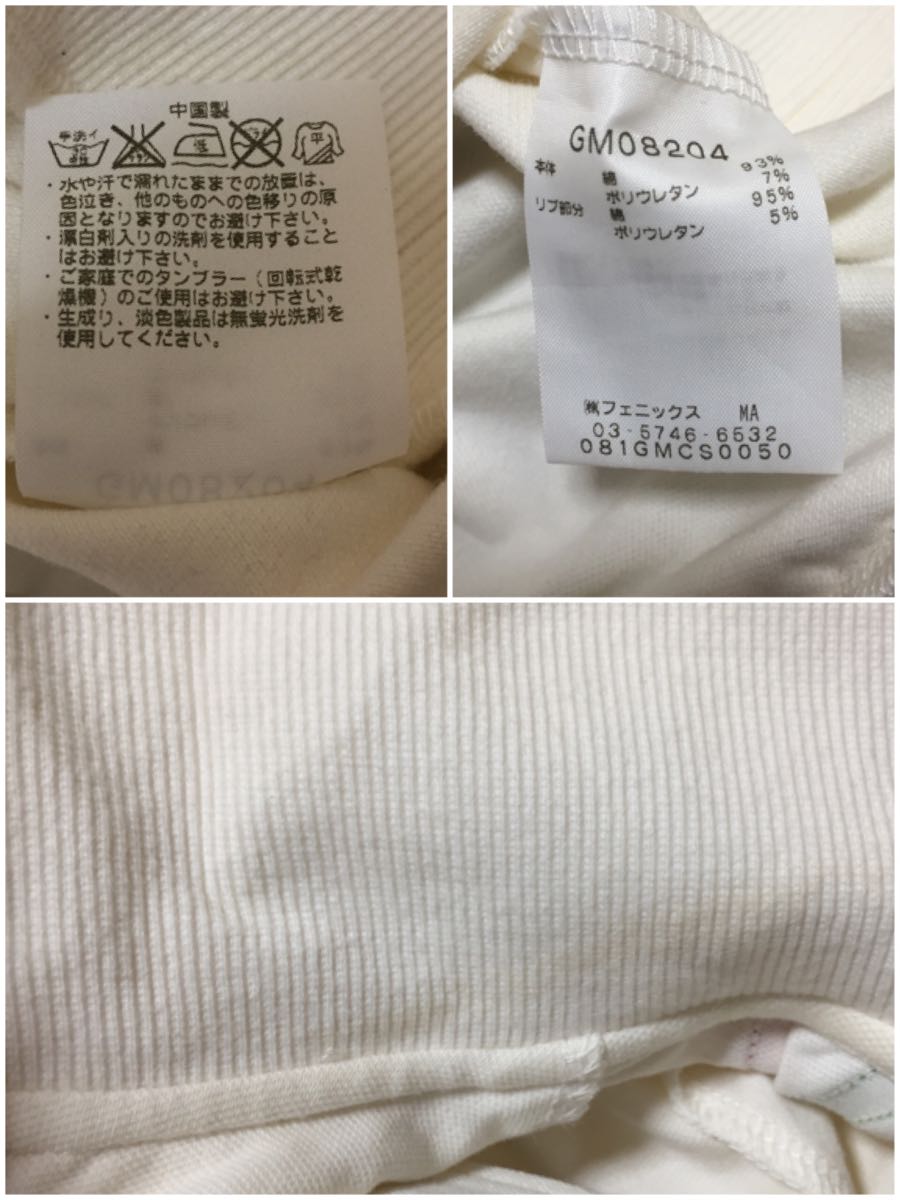 中国製
手洗イ
低
平
・水や汗で濡れたままでの放置は、
色泣き、他のものへの色移りの原
因となりますのでお避け下さい。
・漂白剤入りの洗剤を使用すること
はお避け下さい。
・ご家庭でのタンブラー（回転式乾
燥機）のご使用はお避け下さい。
・生成り、淡色製品は無蛍光洗剤を
使用してください。
GM08204
本体 綿 93%
ポリウレタン 7%
リブ部分 綿 95%
ポリウレタン 5%
㈱フェニックス MA
03-5746-6532
081GMCS0050